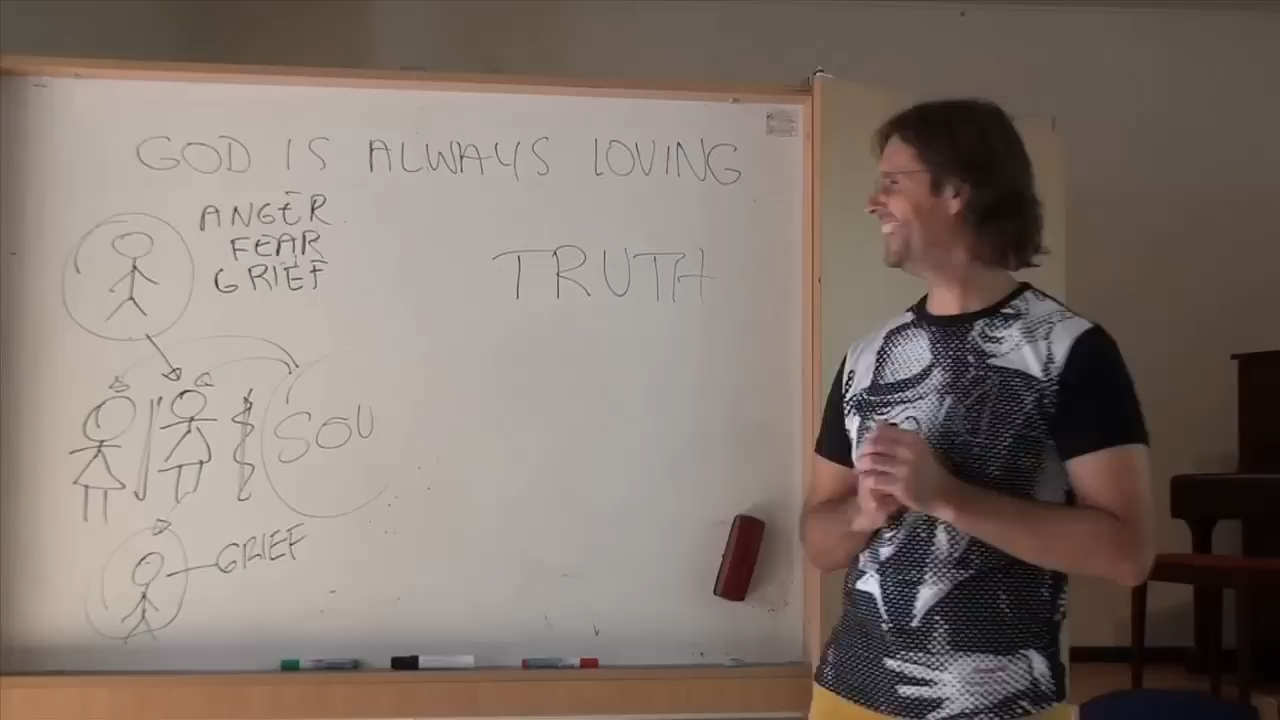 GOD IS ALWAYS LOVING
ANGER
FEAR
GRIEF
TRUTH
SOU
GRIEF